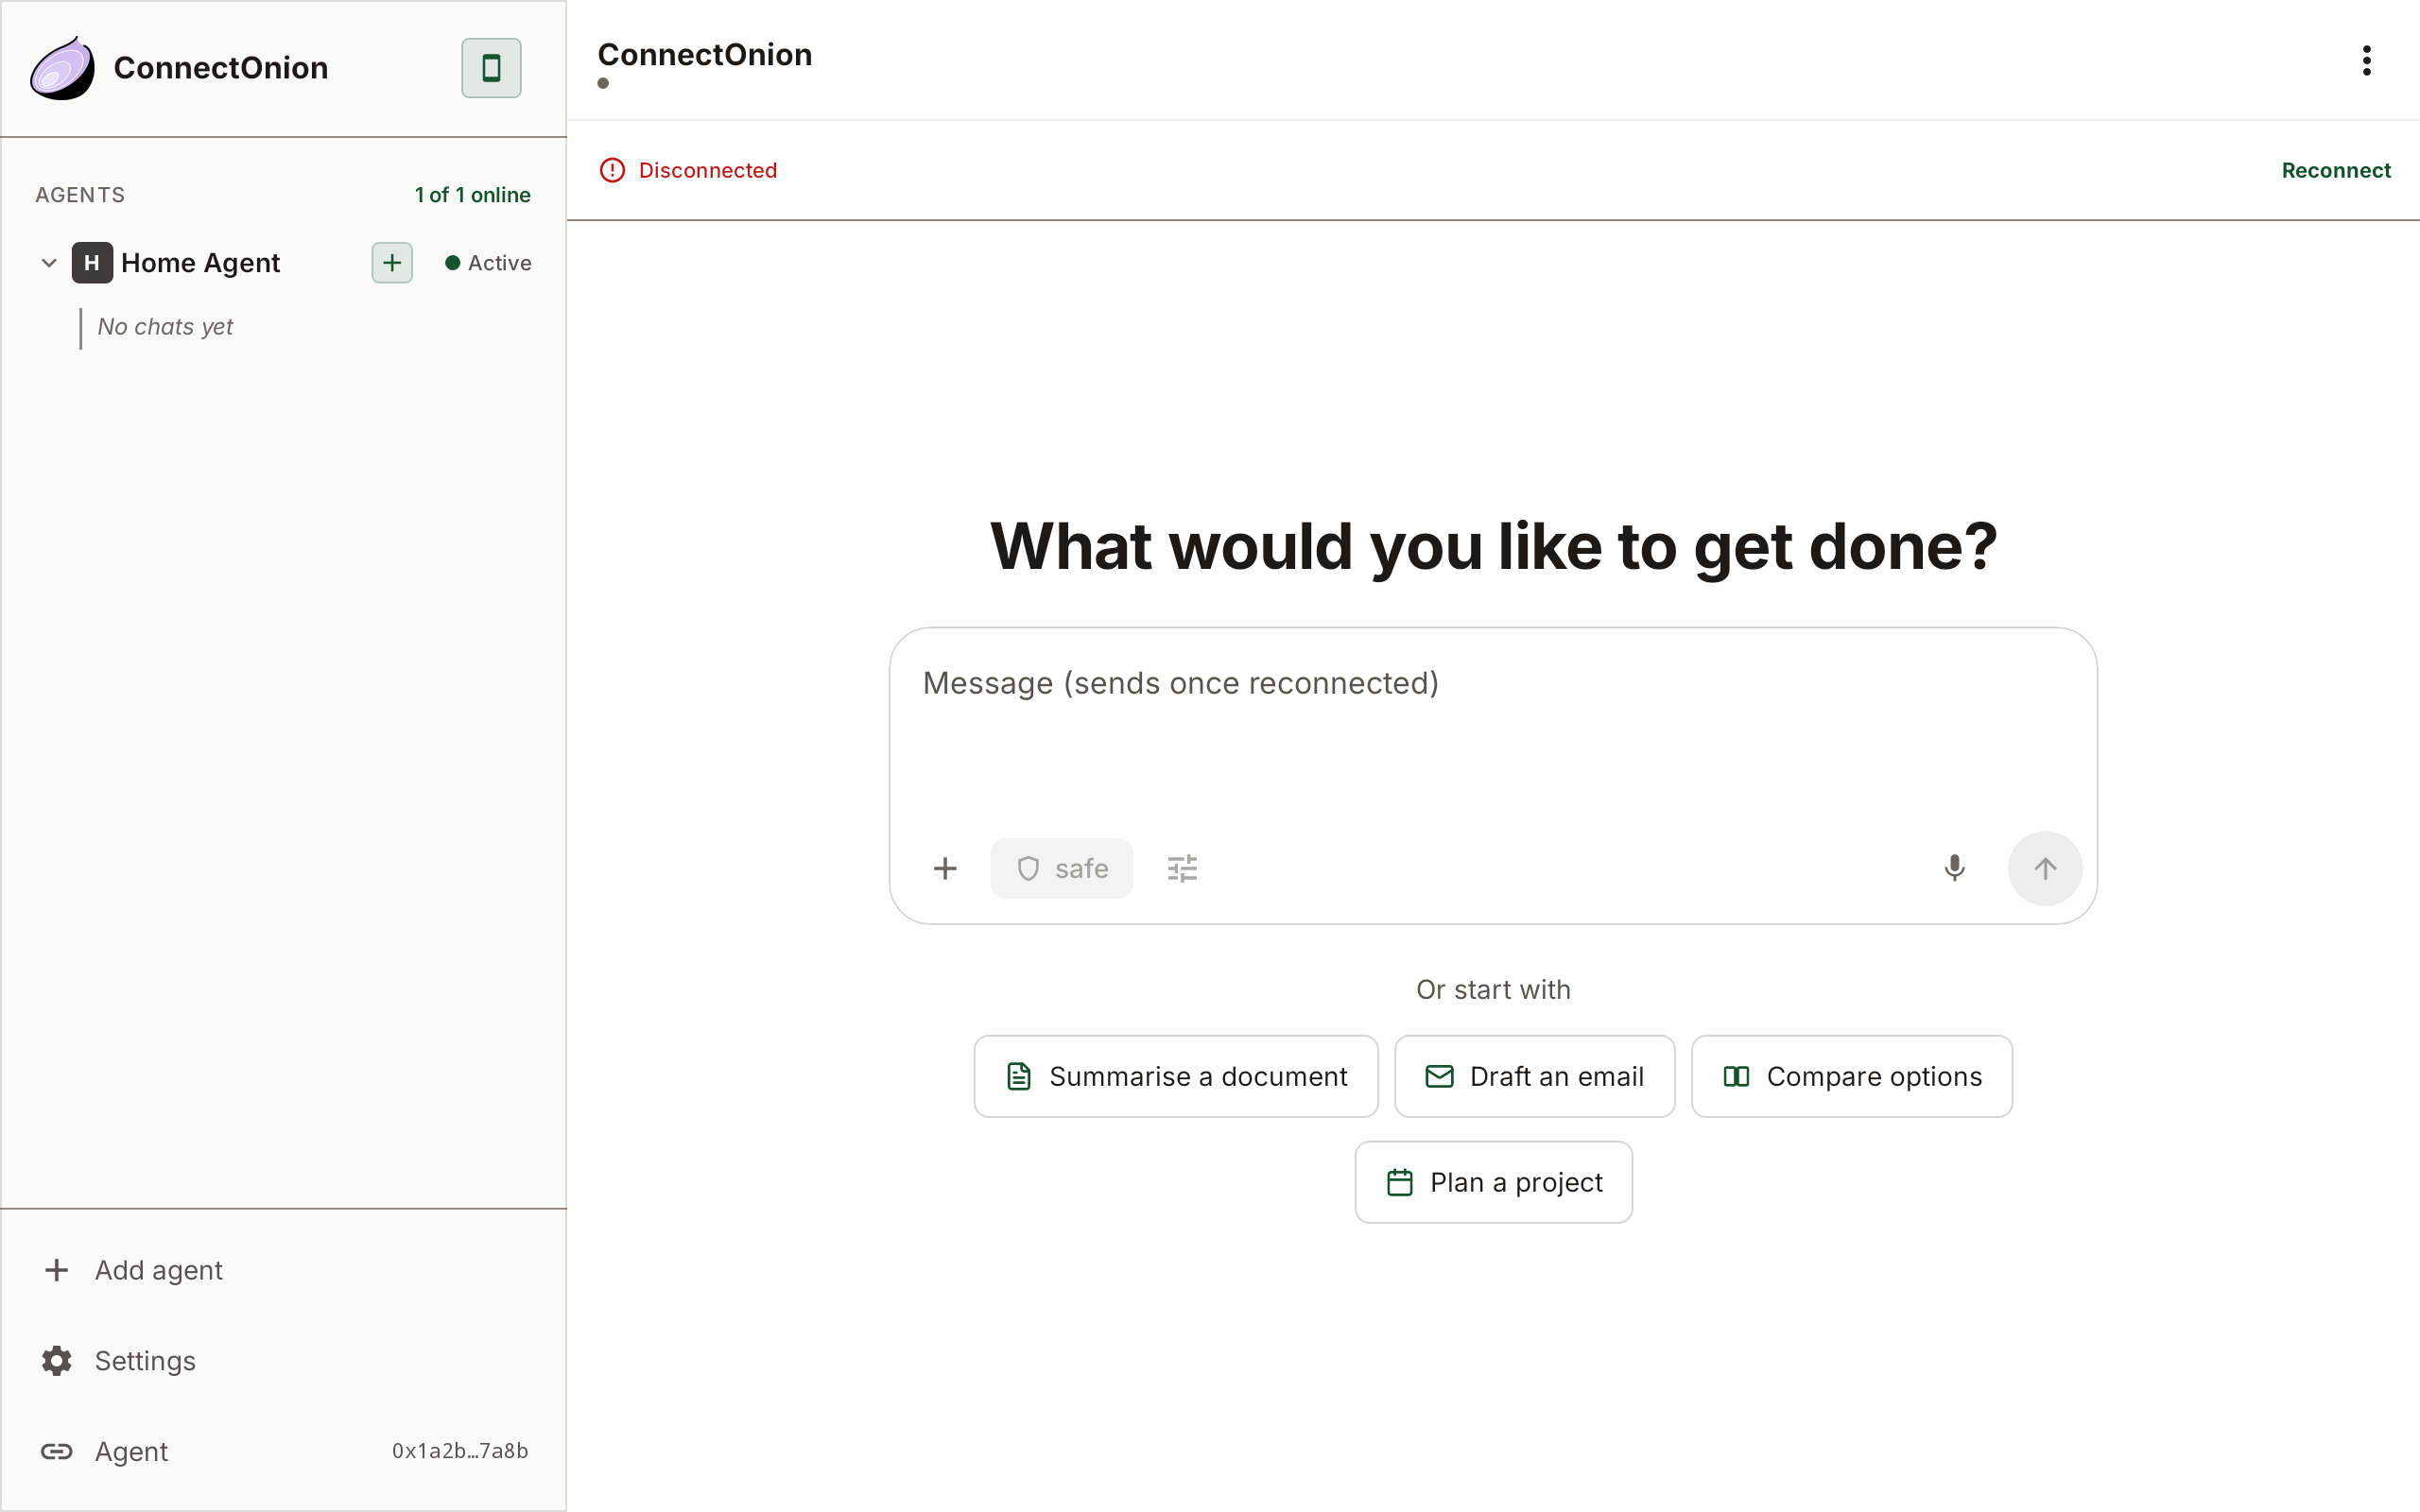 ConnectOnion
AGENTS
1 of 1 online
H
Home Agent
Active
No chats yet
Add agent
Settings
Agent
0x1a2b…7a8b
ConnectOnion
Disconnected
Reconnect
What would you like to get done?
Message (sends once reconnected)
safe
Or start with
Summarise a document
Draft an email
Compare options
Plan a project